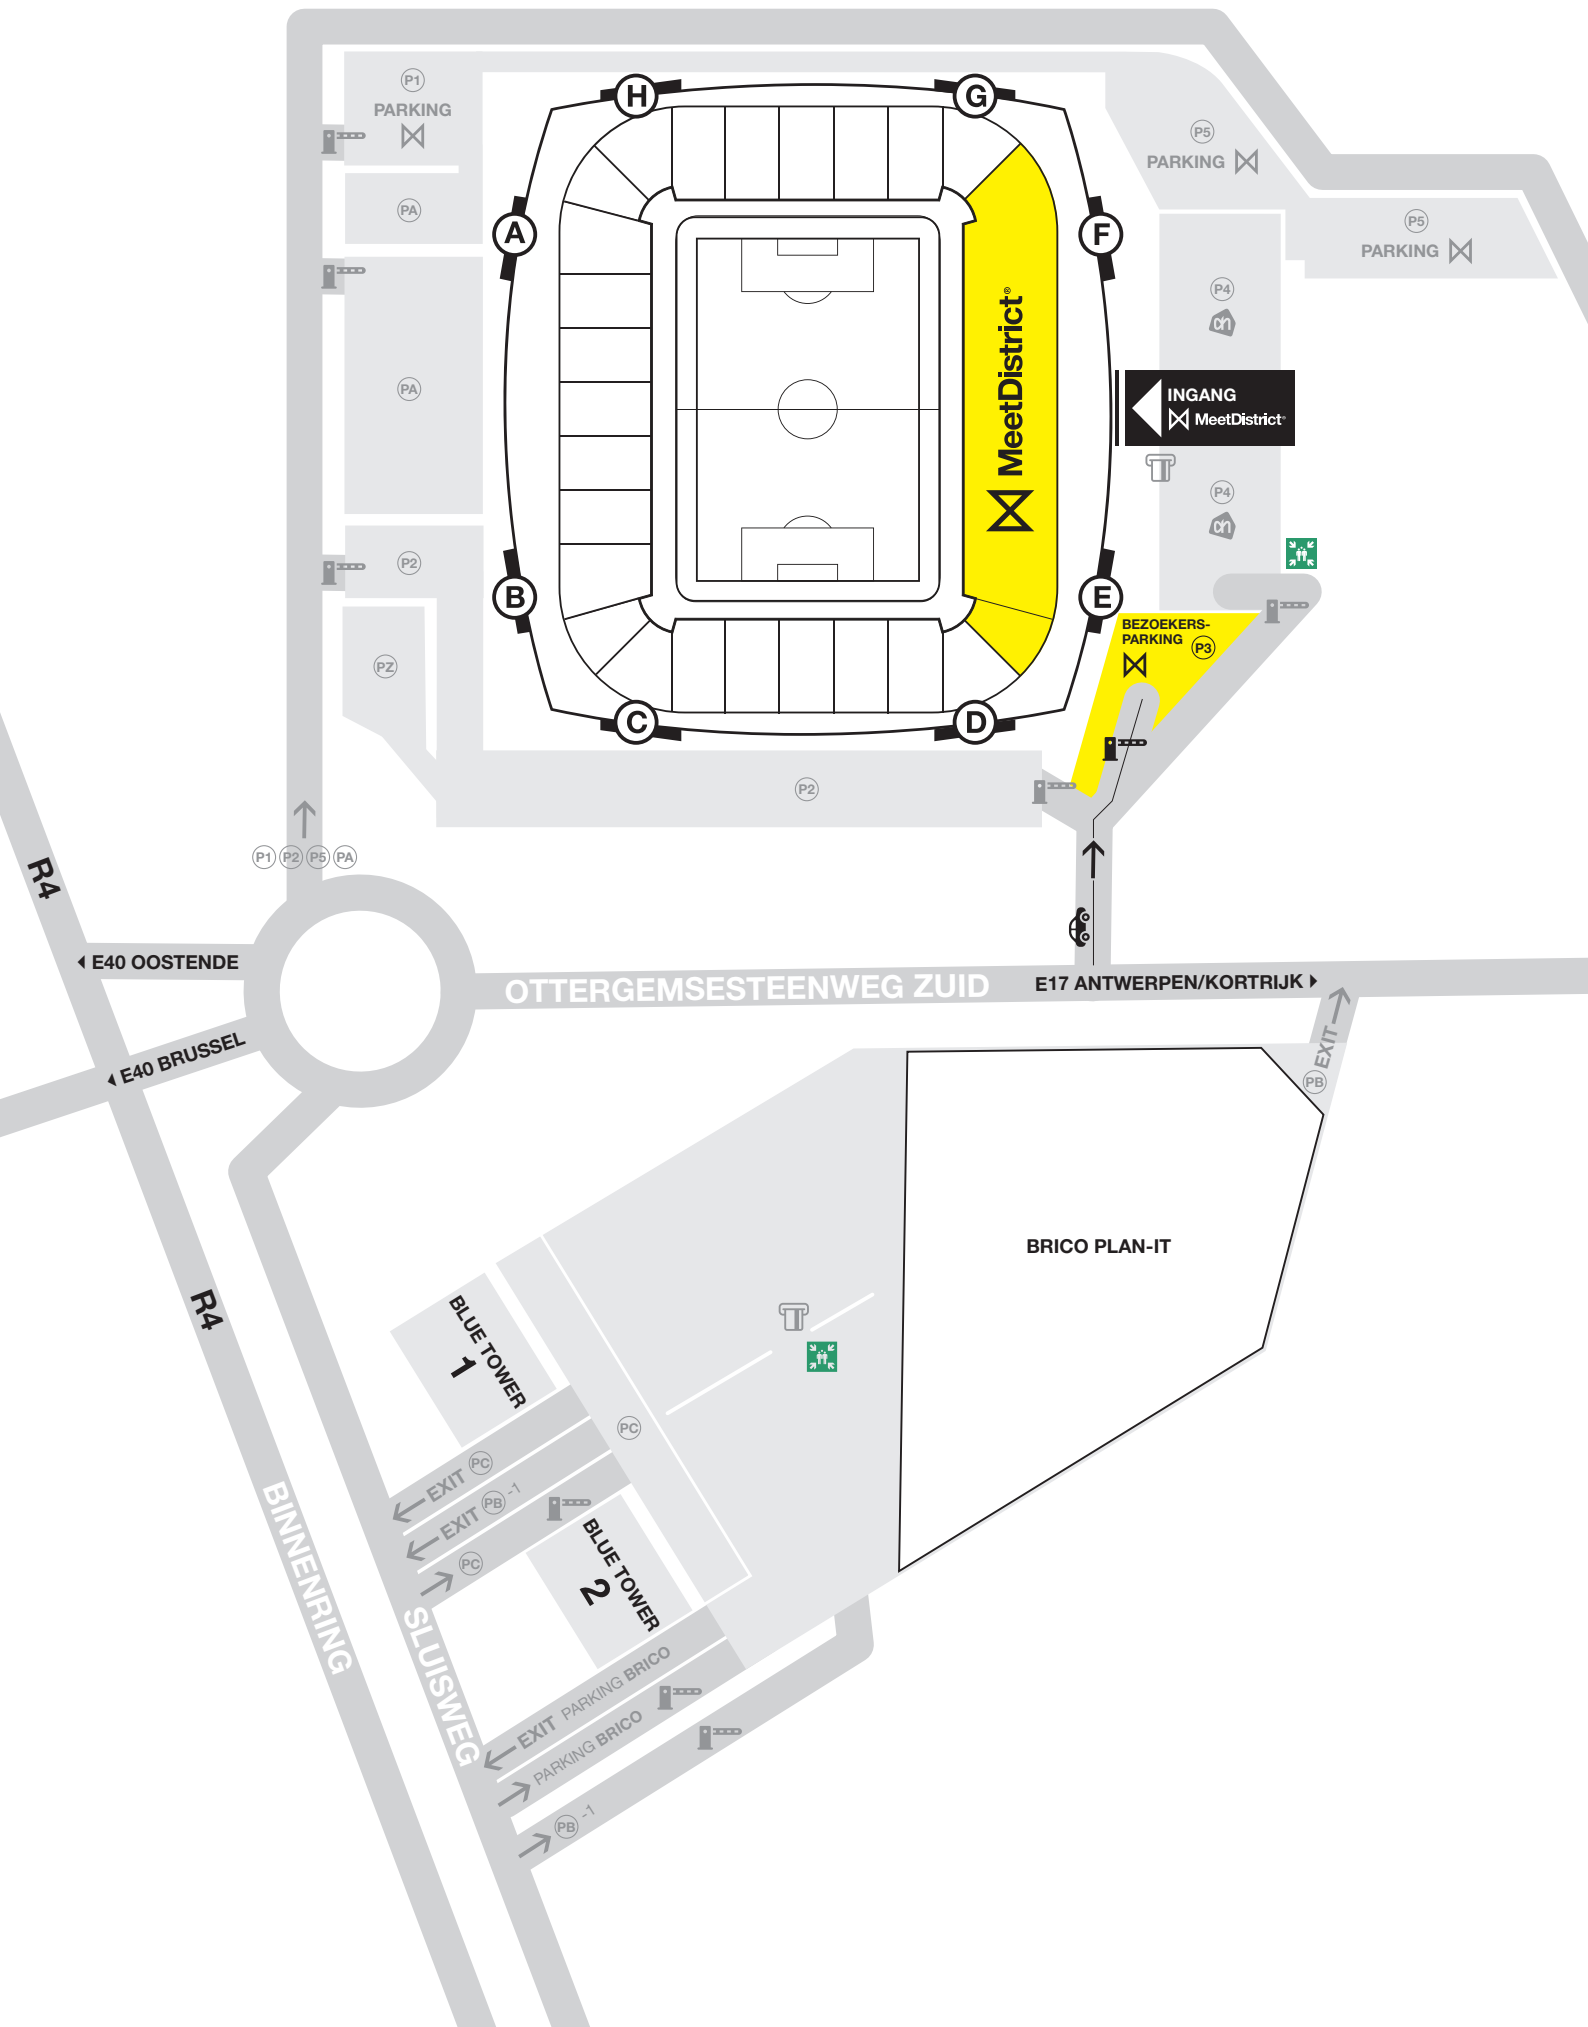 H
G
P1
PARKING
P5
PARKING
PA
A
F
P5
PARKING
P4
ah
MeetDistrict®
PA
INGANG
MeetDistrict®
P4
ah
P2
B
E
BEZOEKERS-
PARKING P3
PZ
C
D
P2
P1 P2 P5 PA
R4
E40 OOSTENDE
OTTERGEMSESTEENWEG ZUID
E17 ANTWERPEN/KORTRIJK
E40 BRUSSEL
EXIT
PB
BRICO PLAN-IT
R4
BLUE TOWER
1
PC
EXIT PC
EXIT PB -1
PC
BLUE TOWER
2
BINNENRING
SLUISWEG
EXIT PARKING BRICO
PARKING BRICO
PB -1